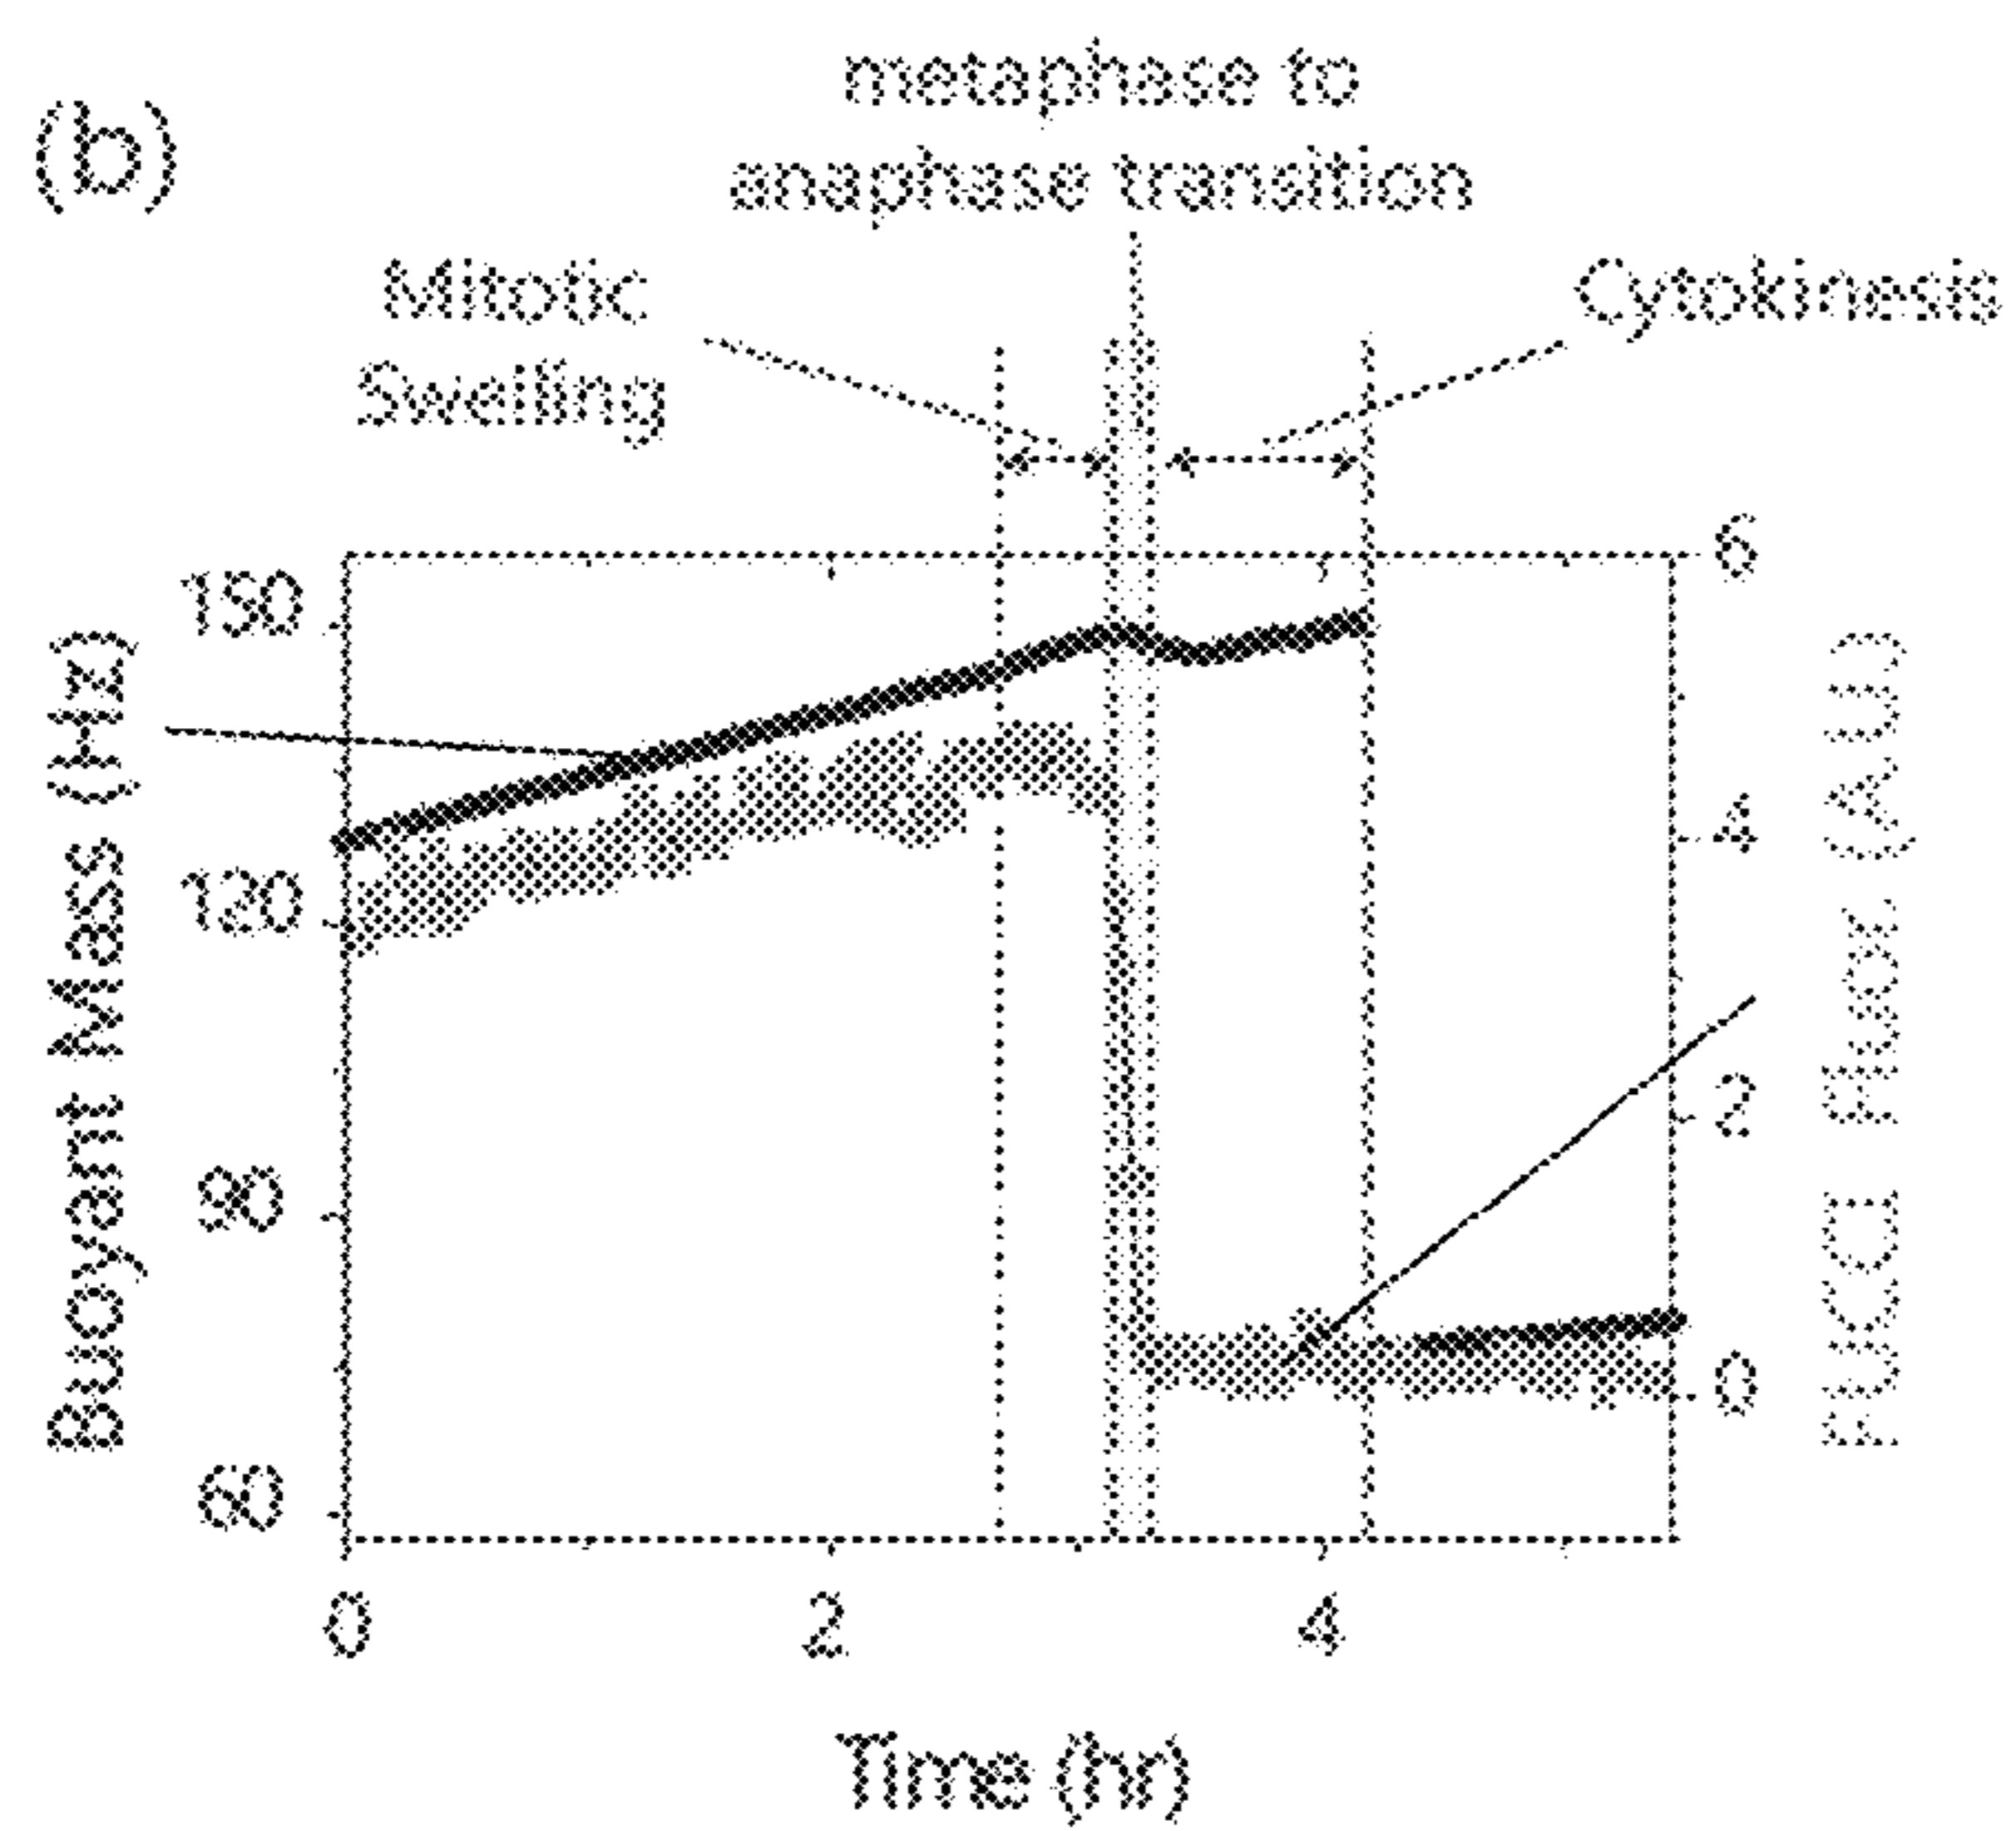 (b)
metaphase to
anaphase transition
Mitotic
Swelling
Cytokinesis
Buoyant Mass (Hz)
150
120
90
60
6
4
2
0
FUCCI Fluor. (A.U.)
0
2
4
Time (hr)